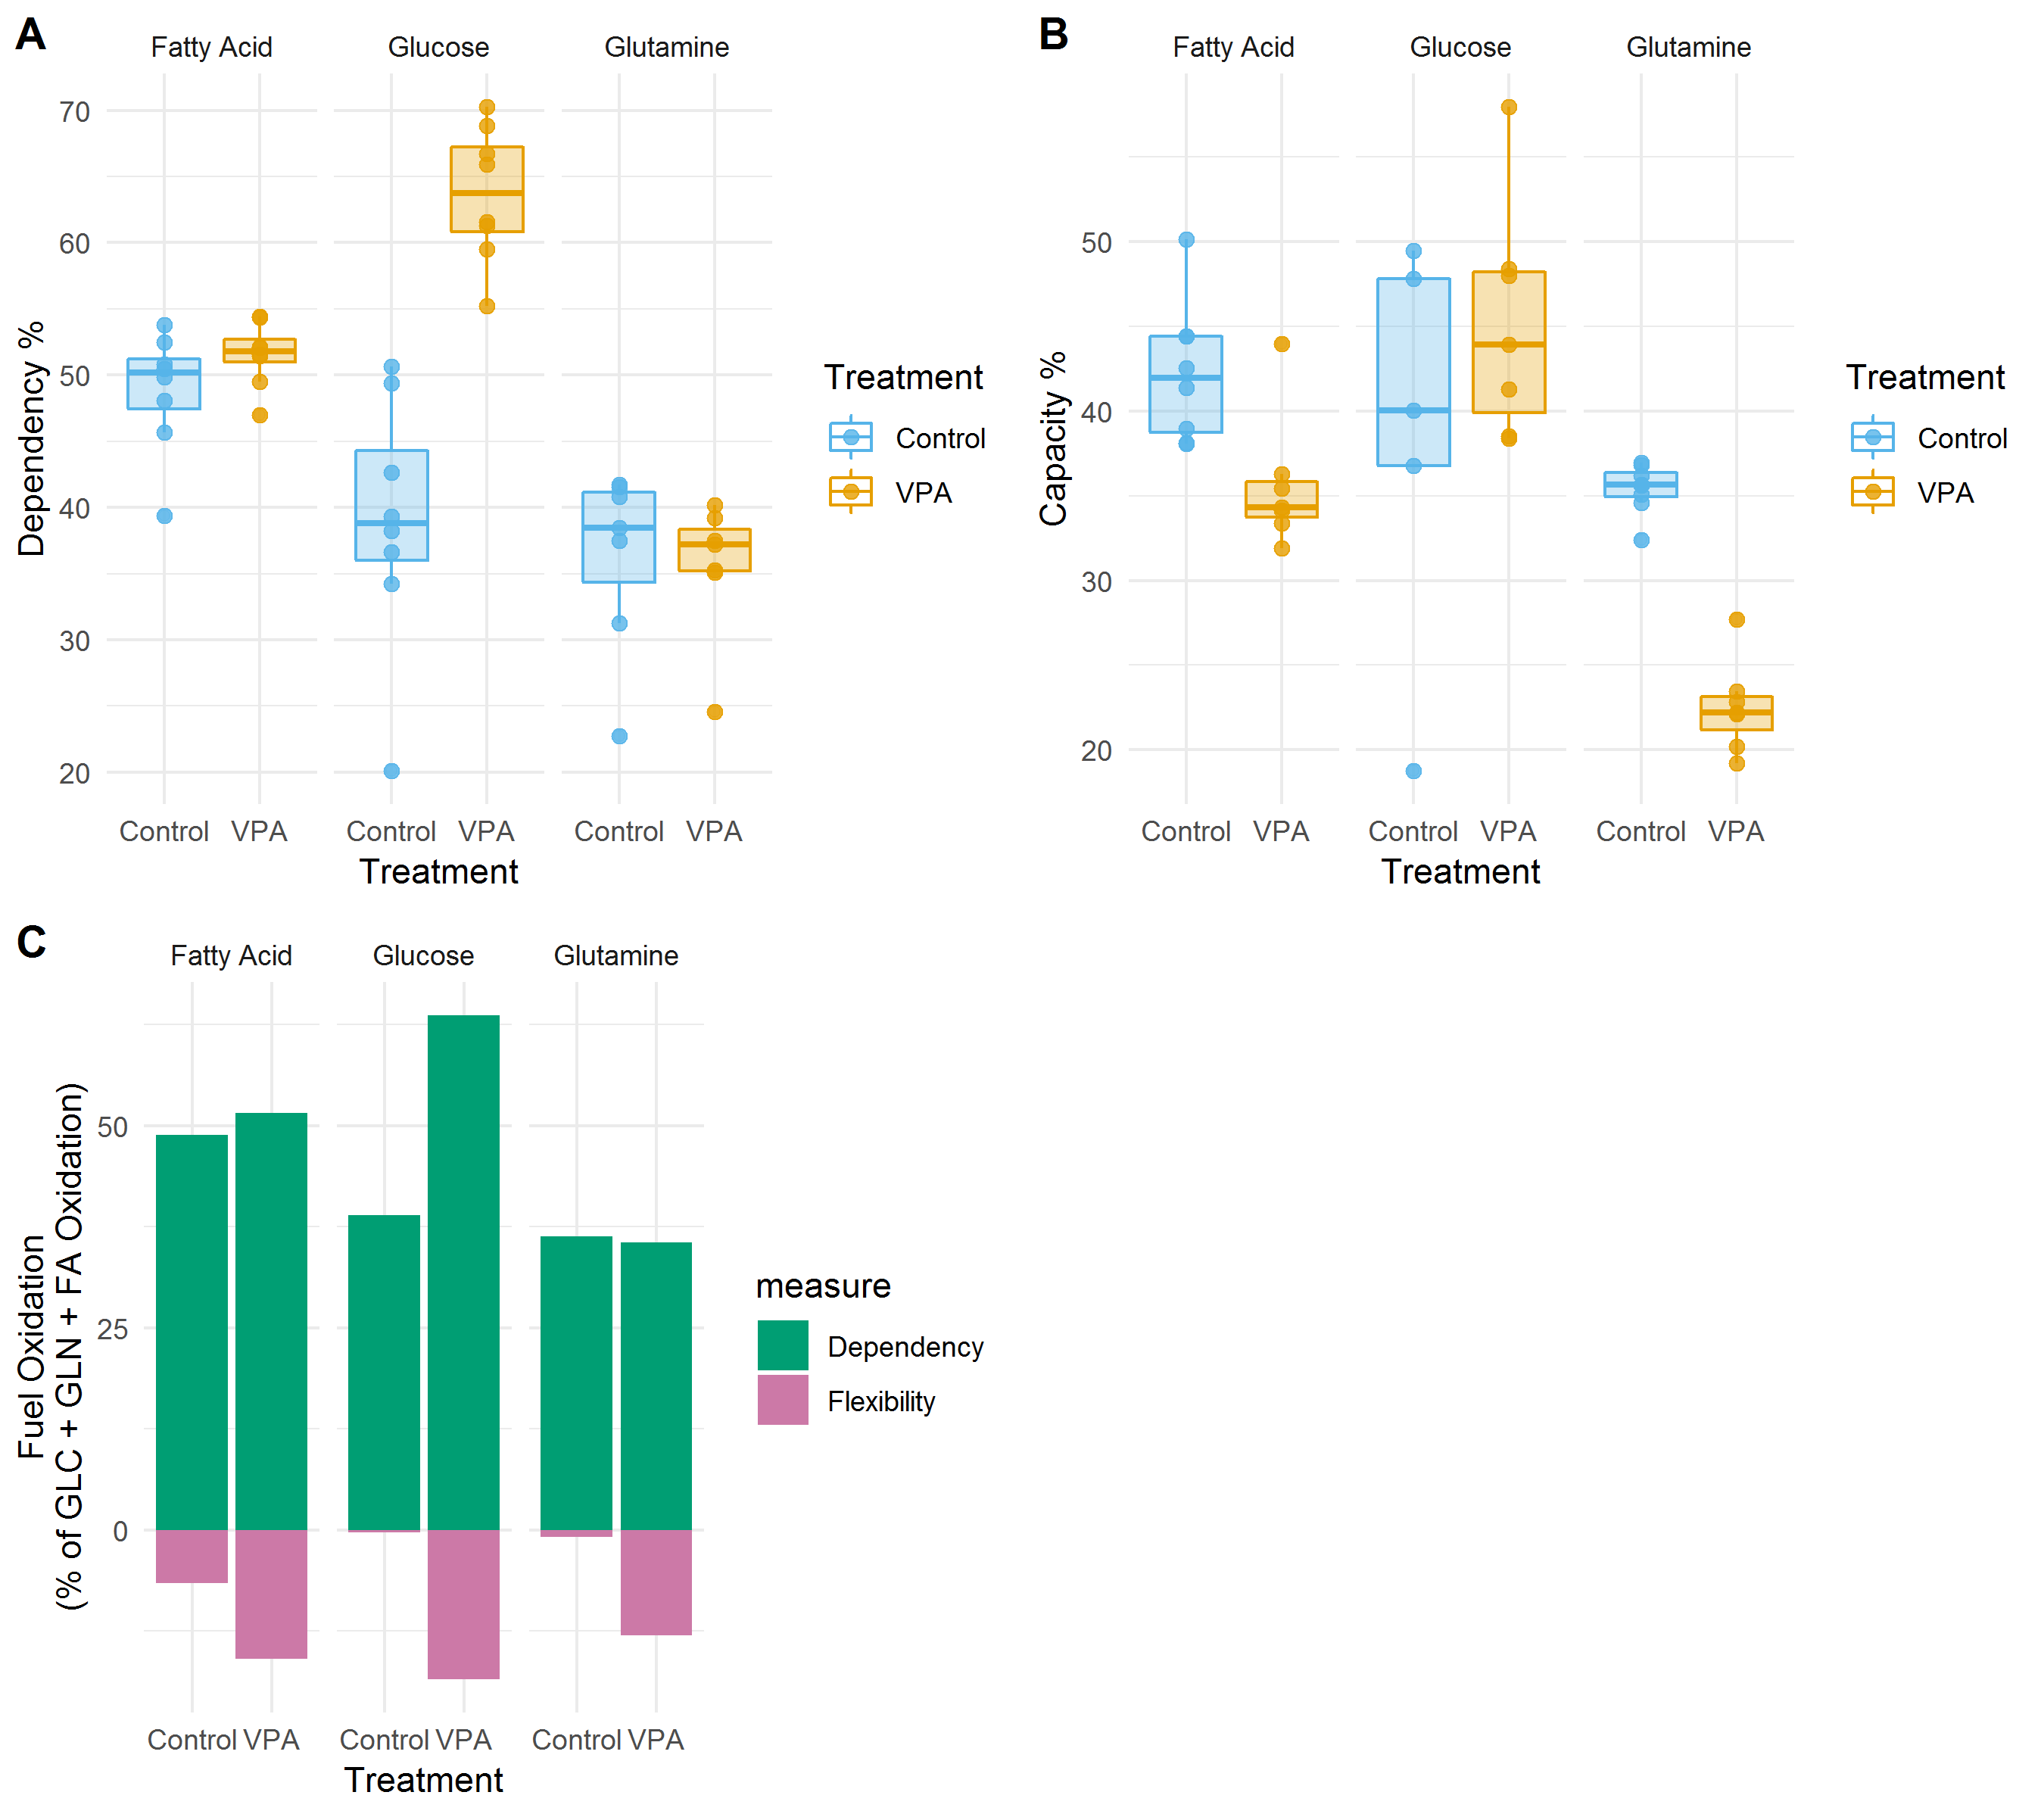 A
Fatty Acid Glucose Glutamine
Dependency %
70
60
50
40
30
20
Control VPA Control VPA Control VPA
Treatment
Treatment
Control
VPA
B
Fatty Acid Glucose Glutamine
Capacity %
50
40
30
20
Control VPA Control VPA Control VPA
Treatment
Treatment
Control
VPA
C
Fatty Acid Glucose Glutamine
Fuel Oxidation
(% of GLC + GLN + FA Oxidation)
50
25
0
Control VPA Control VPA Control VPA
Treatment
measure
Dependency
Flexibility